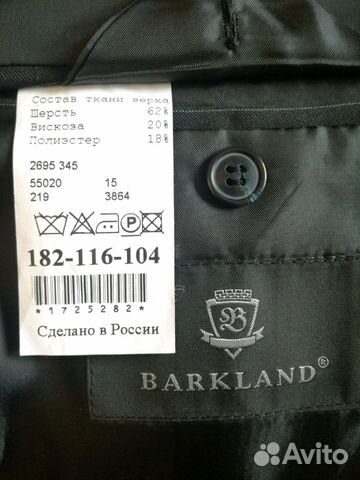 Состав ткани верха
Шерсть 62%
Вискоза 20%
Полиэстер 18%
2695 345
55020 15
219 3864
P
182-116-104
*1725282*
Сделано в России
B
BARKLAND®
Avito